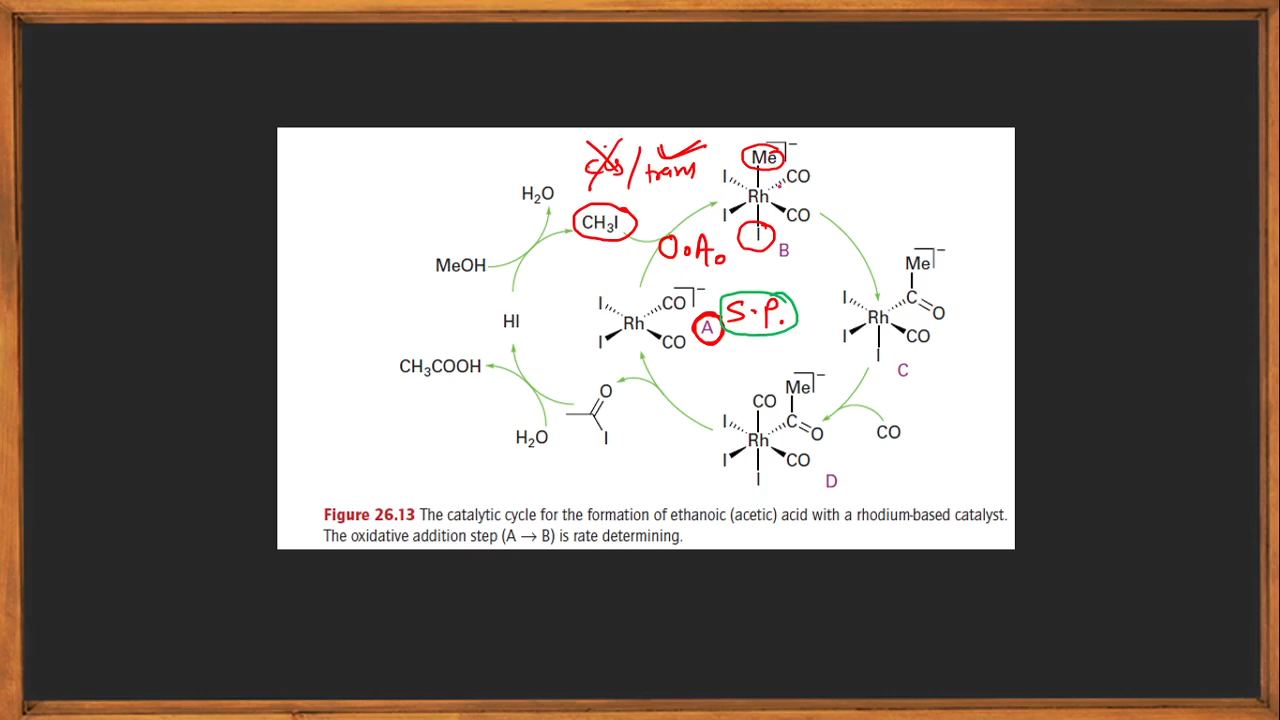 cis / trans
Me
−
I
CO
Rh
I
CO
I
B
H₂O
CH₃I
O.A.
MeOH
Me
−
I
C
O
Rh
I
CO
I
C
I
CO
−
Rh
I
CO
A
S.P.
HI
CH₃COOH
O
I
H₂O
Me
−
CO
I
C
O
Rh
I
CO
I
D
CO
Figure 26.13 The catalytic cycle for the formation of ethanoic (acetic) acid with a rhodium-based catalyst.
The oxidative addition step (A → B) is rate determining.